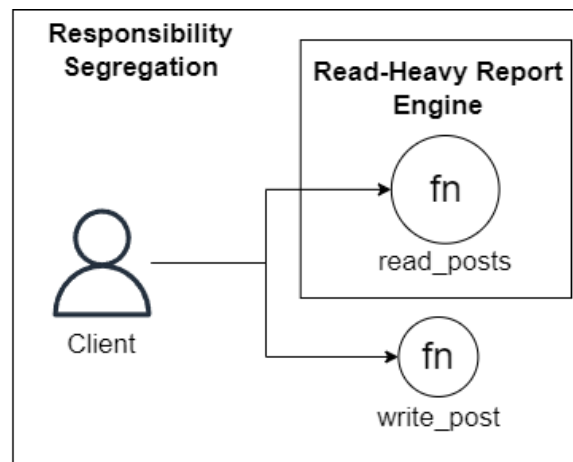 Responsibility
Segregation
Read-Heavy Report
Engine
fn
read_posts
Client
fn
write_post